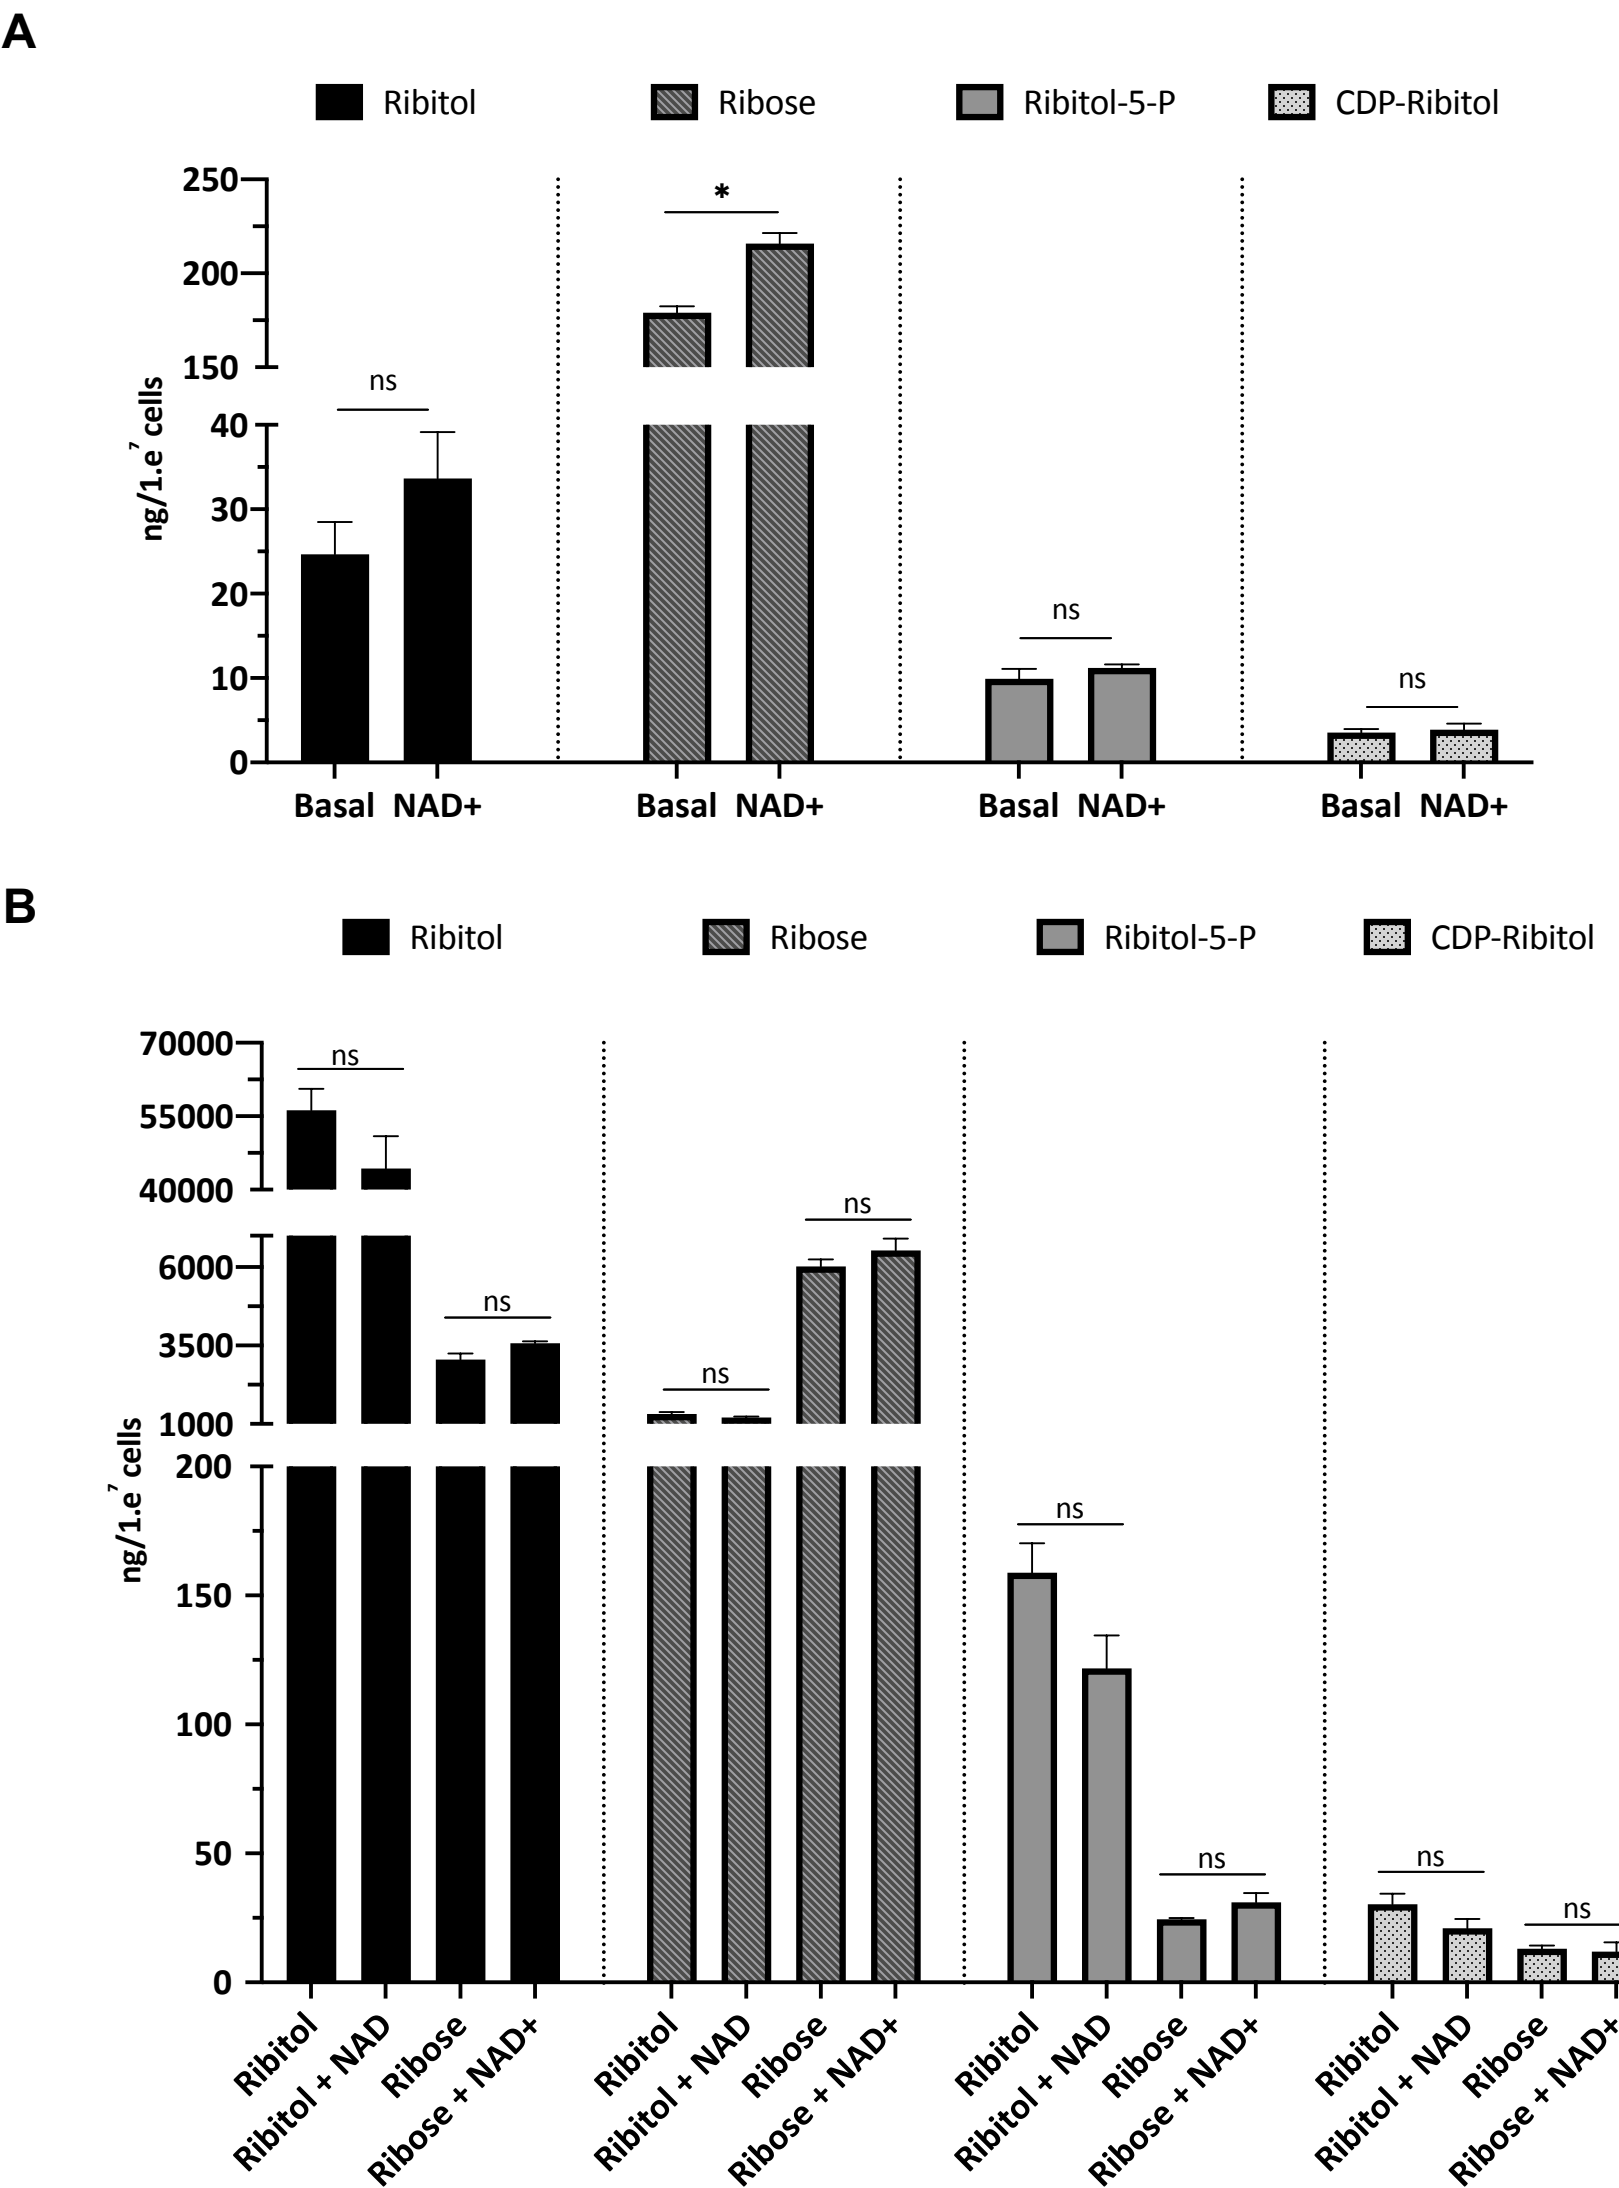 A
Ribitol Ribose Ribitol-5-P CDP-Ribitol
250
200
150
40
30
20
10
0
ng/1.e7 cells
ns
*
ns
ns
Basal NAD+ Basal NAD+ Basal NAD+ Basal NAD+
B
Ribitol Ribose Ribitol-5-P CDP-Ribitol
70000
55000
40000
6000
3500
1000
200
150
100
50
0
ng/1.e7 cells
ns
ns
ns
ns
ns
ns
ns
ns
Ribitol
Ribitol + NAD
Ribose
Ribose + NAD+
Ribitol
Ribitol + NAD
Ribose
Ribose + NAD+
Ribitol
Ribitol + NAD
Ribose
Ribose + NAD+
Ribitol
Ribitol + NAD
Ribose
Ribose + NAD+